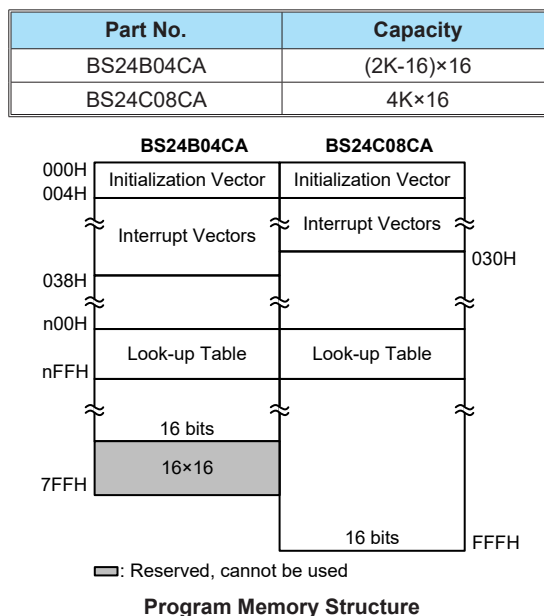 Part No. Capacity
BS24B04CA (2K-16)×16
BS24C08CA 4K×16
BS24B04CA BS24C08CA
000H
Initialization Vector Initialization Vector
004H
Interrupt Vectors Interrupt Vectors
030H
038H
n00H
Look-up Table Look-up Table
nFFH
16 bits
16×16
7FFH
16 bits FFFH
: Reserved, cannot be used
Program Memory Structure